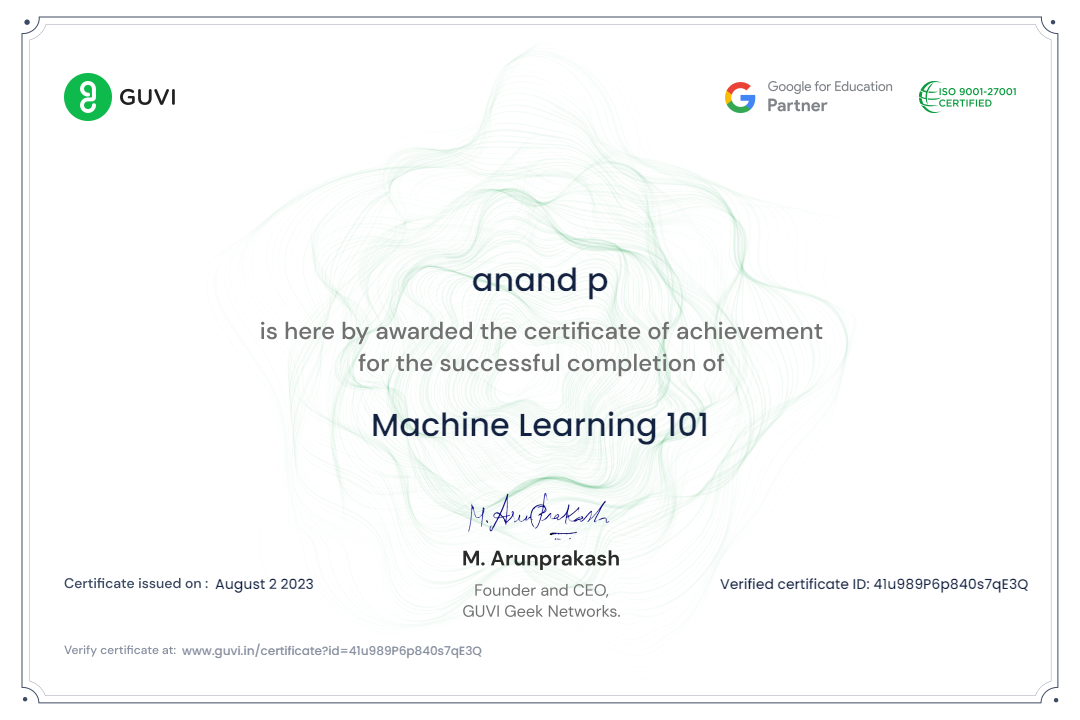 GUVI
Google for Education
Partner
ISO 9001-27001
CERTIFIED
anand p
is here by awarded the certificate of achievement
for the successful completion of
Machine Learning 101
M. Arunprakash
M. Arunprakash
Founder and CEO,
GUVI Geek Networks.
Certificate issued on : August 2 2023
Verified certificate ID: 41u989P6p840s7qE3Q
Verify certificate at: www.guvi.in/certificate?id=41u989P6p840s7qE3Q